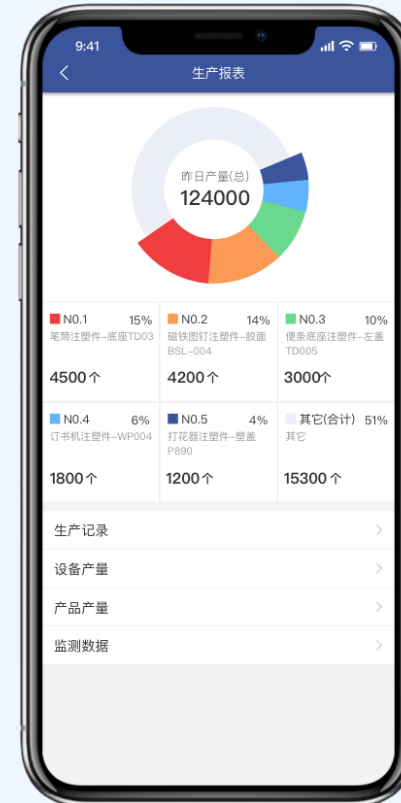 9:41
生产报表
昨日产量(总)
124000
N0.1 15%
笔筒注塑件-底座TD03
4500个
N0.2 14%
磁铁图钉注塑件-胶面
BSL-004
4200个
N0.3 10%
便条底座注塑件-左盖
TD005
3000个
N0.4 6%
订书机注塑件-WP004
1800个
N0.5 4%
打花器注塑件-塑盖
P890
1200个
其它(合计) 51%
其它
15300个
生产记录
设备产量
产品产量
监测数据